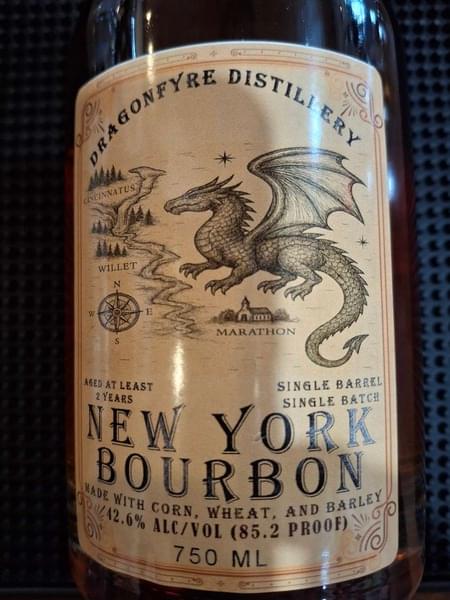 DRAGONFYRE DISTILLERY
CINCINNATUS
WILLET
N
W E
S
MARATHON
AGED AT LEAST
2 YEARS
SINGLE BARREL
SINGLE BATCH
NEW YORK
BOURBON
MADE WITH CORN, WHEAT, AND BARLEY
42.6% ALC/VOL (85.2 PROOF)
750 ML